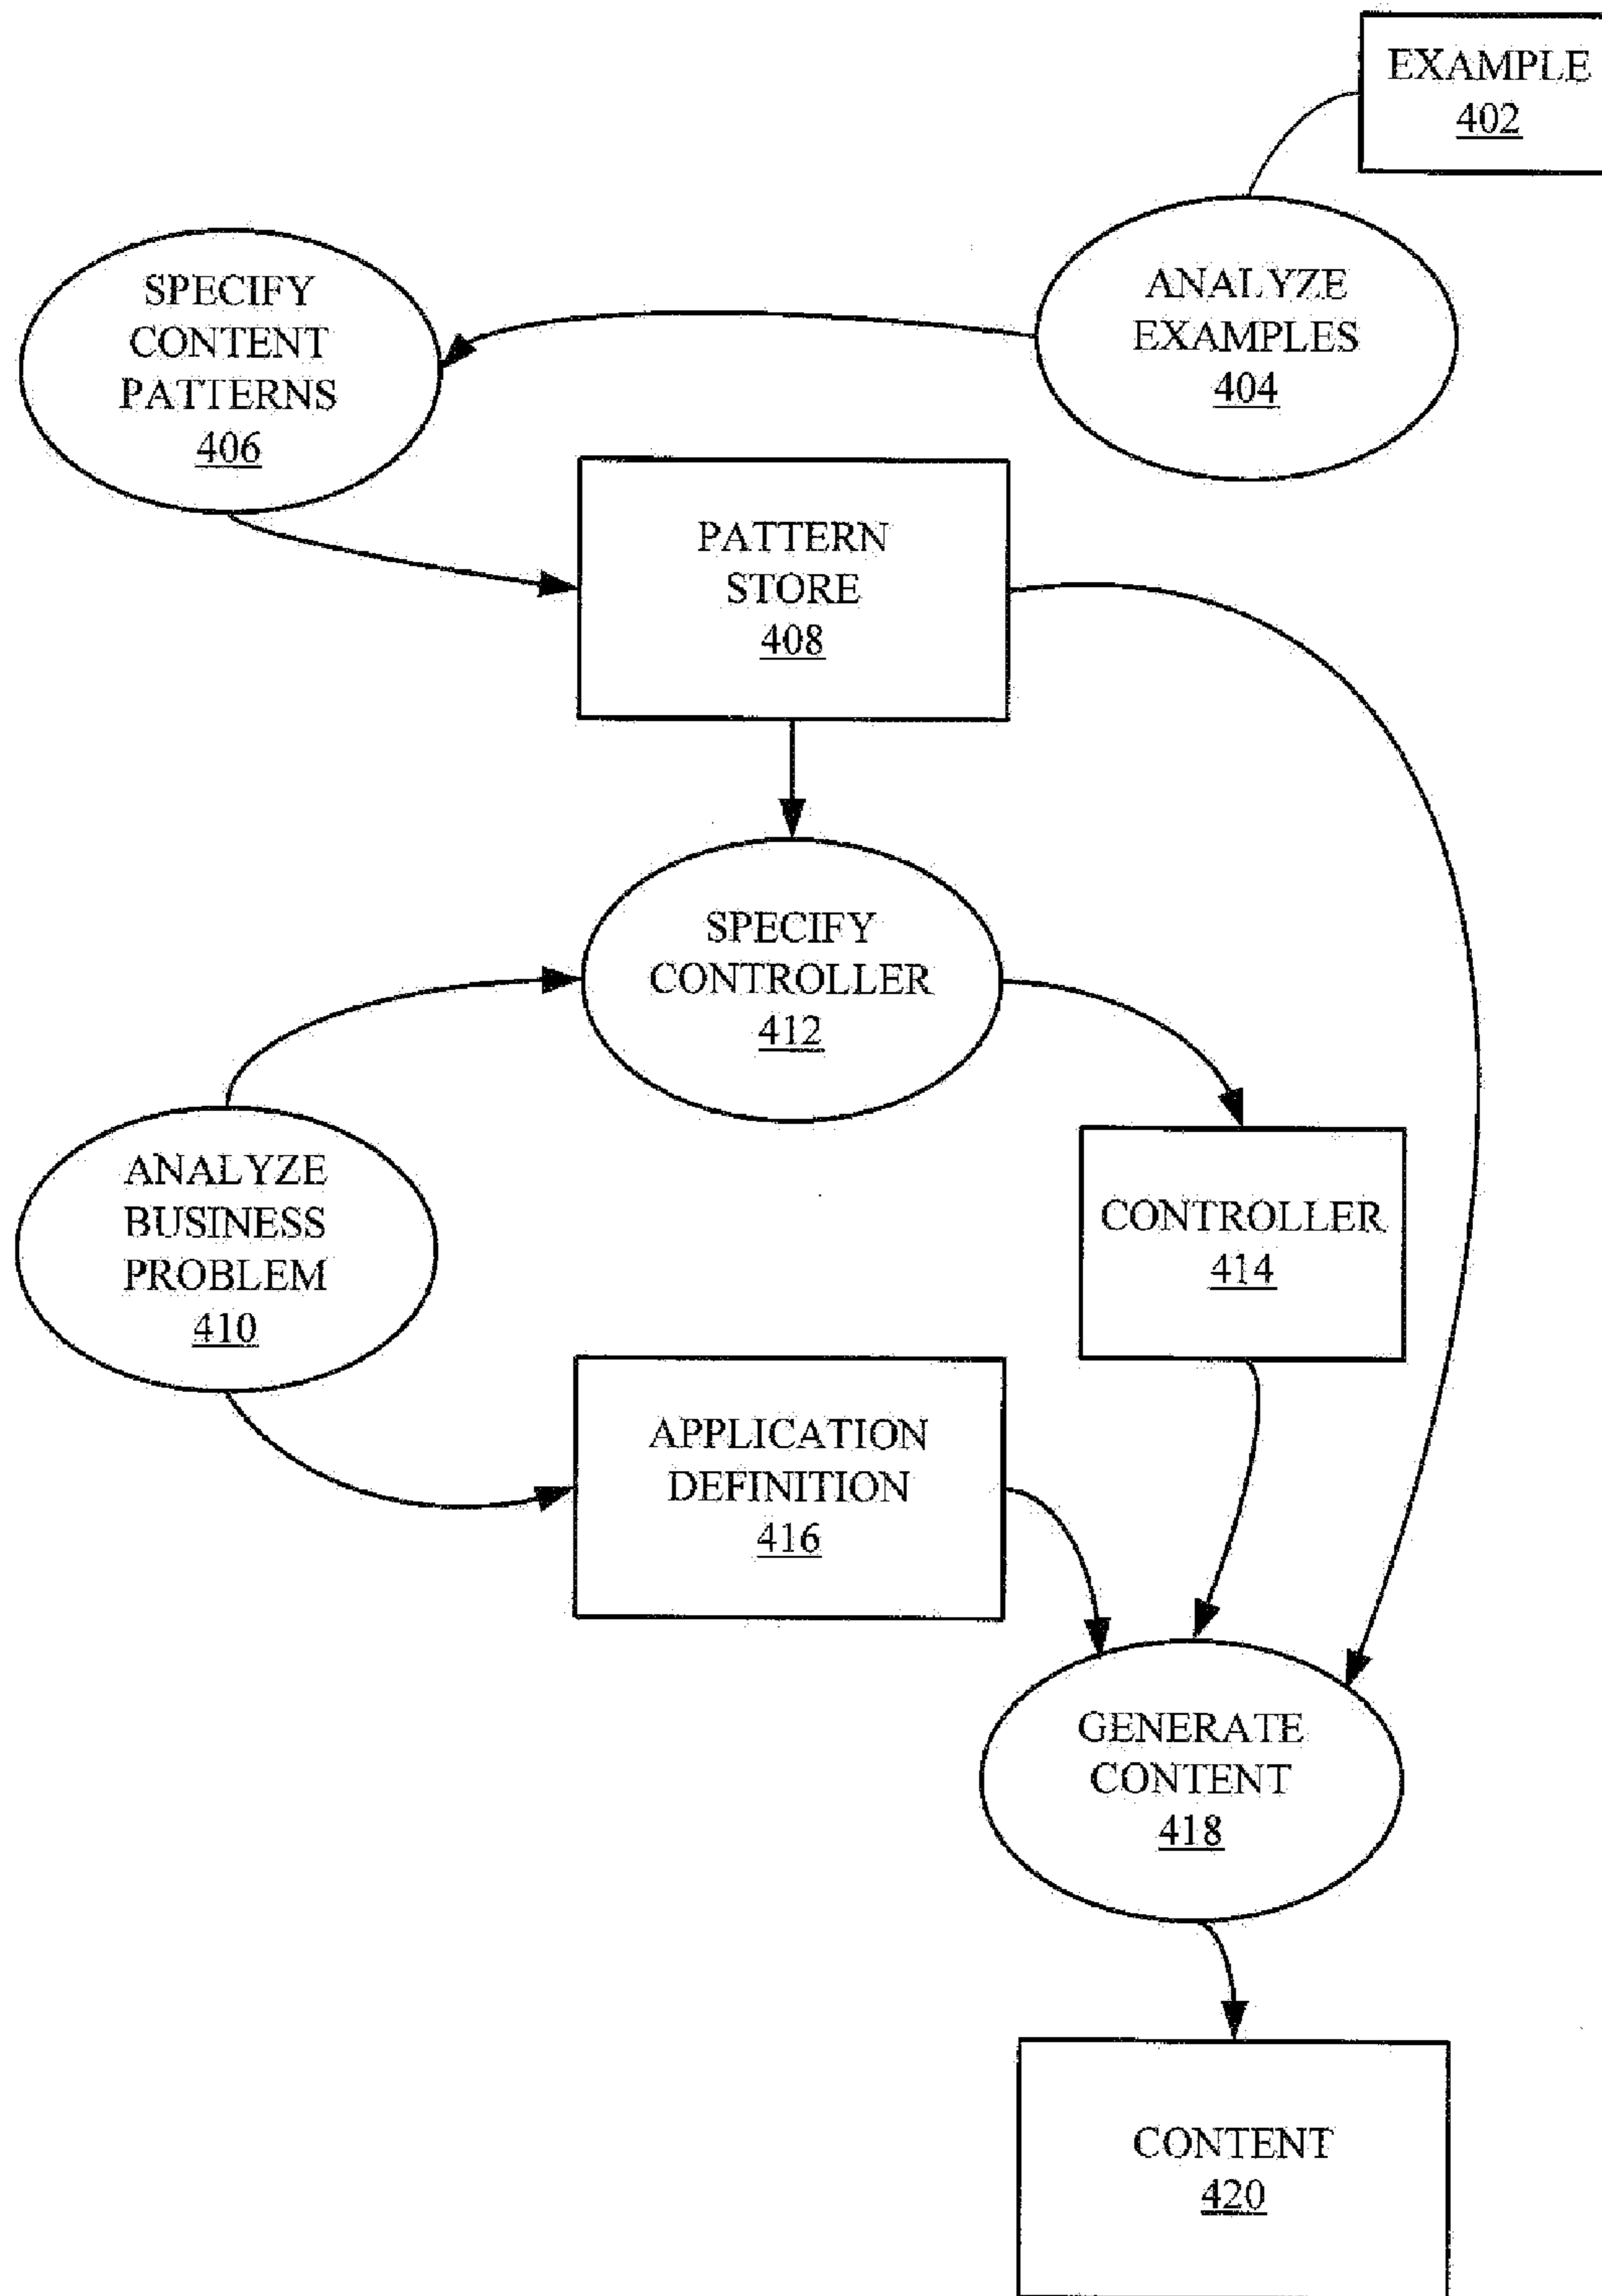 EXAMPLE
402
ANALYZE
EXAMPLES
404
SPECIFY
CONTENT
PATTERNS
406
PATTERN
STORE
408
SPECIFY
CONTROLLER
412
ANALYZE
BUSINESS
PROBLEM
410
CONTROLLER
414
APPLICATION
DEFINITION
416
GENERATE
CONTENT
418
CONTENT
420